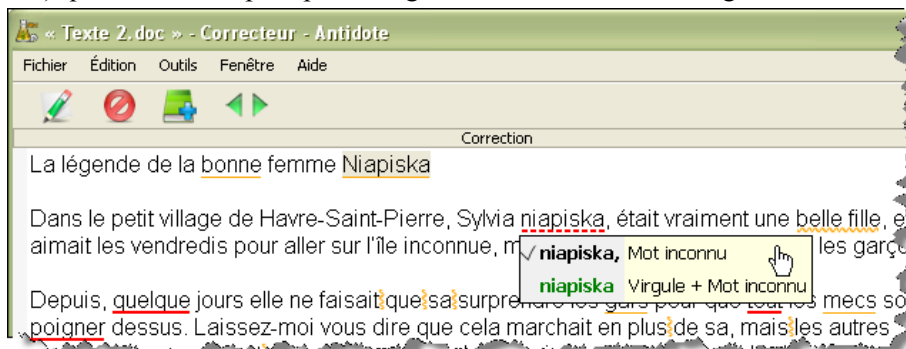 « Texte 2.doc » - Correcteur - Antidote
Fichier Édition Outils Fenêtre Aide
Correction
La légende de la bonne femme Niapiska
Dans le petit village de Havre-Saint-Pierre, Sylvia niapiska, était vraiment une belle fille, e
aimait les vendredis pour aller sur l'île inconnue, m les garço
niapiska, Mot inconnu
niapiska Virgule + Mot inconnu
Depuis, quelque jours elle ne faisait que sa surprendre les gars pour que tout les mecs so
poigner dessus. Laissez-moi vous dire que cela marchait en plus de sa, mais les autres